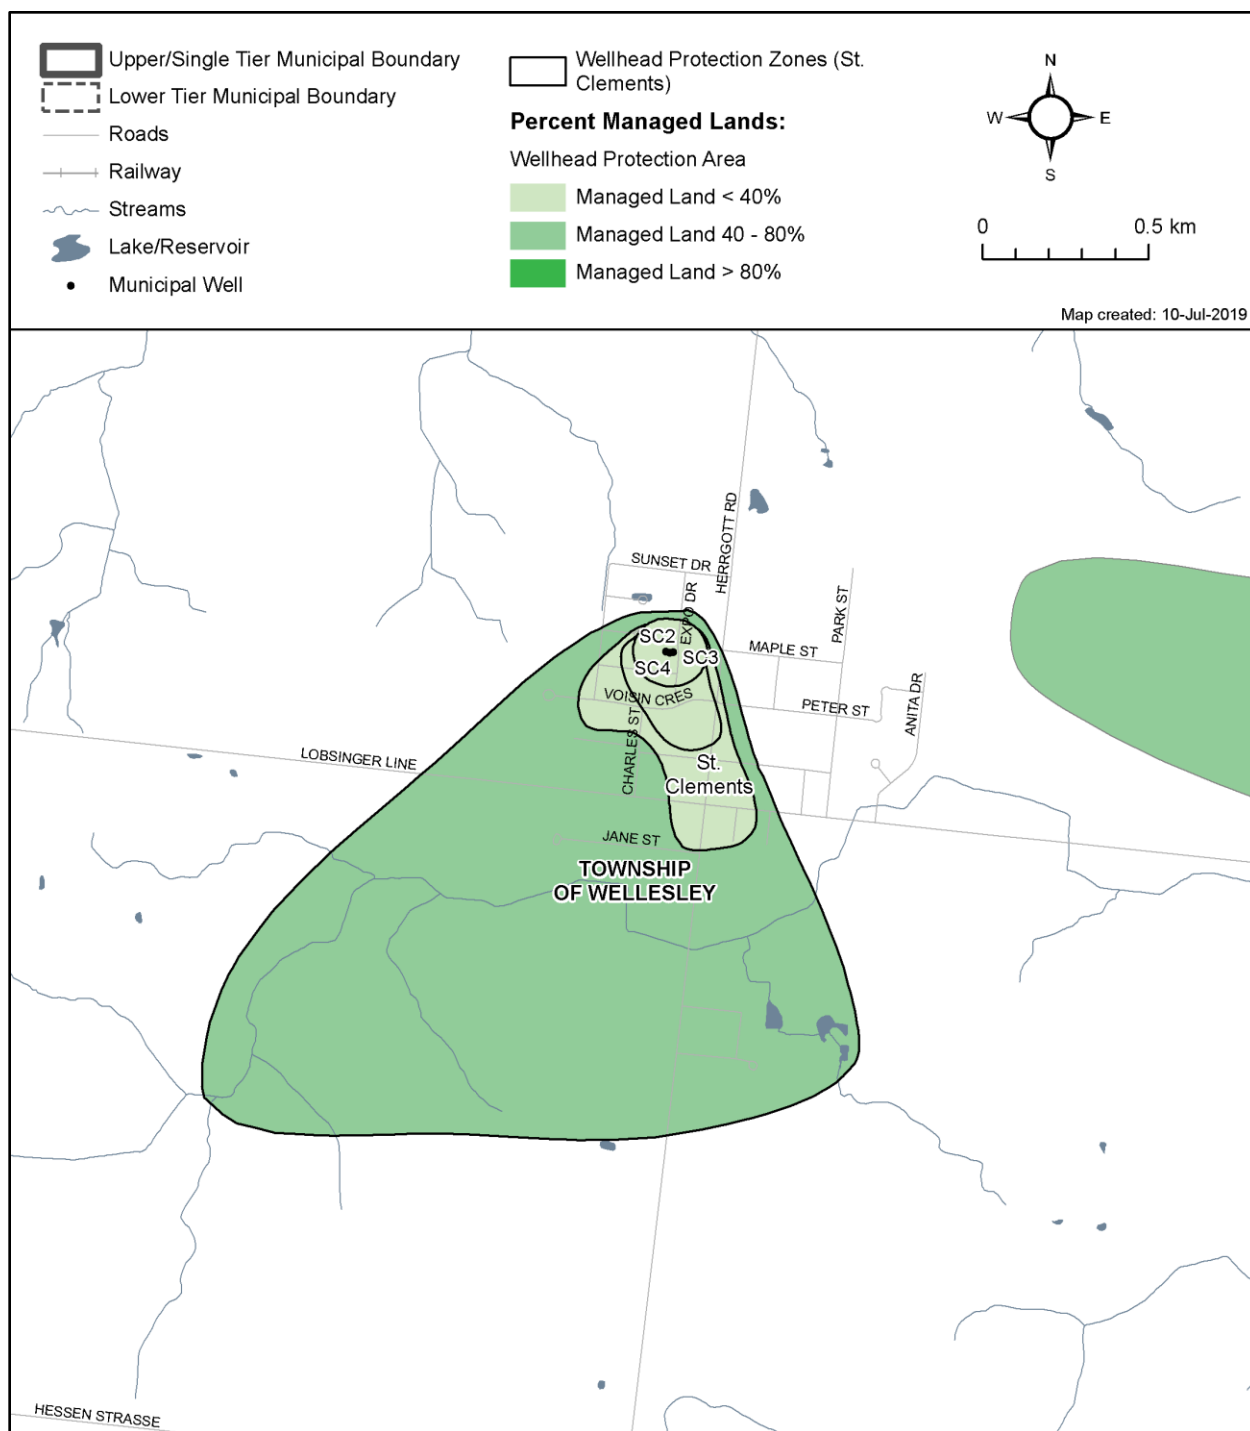 Upper/Single Tier Municipal Boundary
Lower Tier Municipal Boundary
Roads
Railway
Streams
Lake/Reservoir
Municipal Well
Wellhead Protection Zones (St.
Clements)
Percent Managed Lands:
Wellhead Protection Area
Managed Land < 40%
Managed Land 40 - 80%
Managed Land > 80%
N
W
E
S
0
0.5 km
Map created: 10-Jul-2019
SUNSET DR
HERRGOTT RD
EXPO DR
PARK ST
SC2
SC3
SC4
MAPLE ST
VOISIN CRES
PETER ST
ANITA DR
CHARLES ST
LOBSINGER LINE
St.
Clements
JANE ST
TOWNSHIP
OF WELLESLEY
HESSEN STRASSE